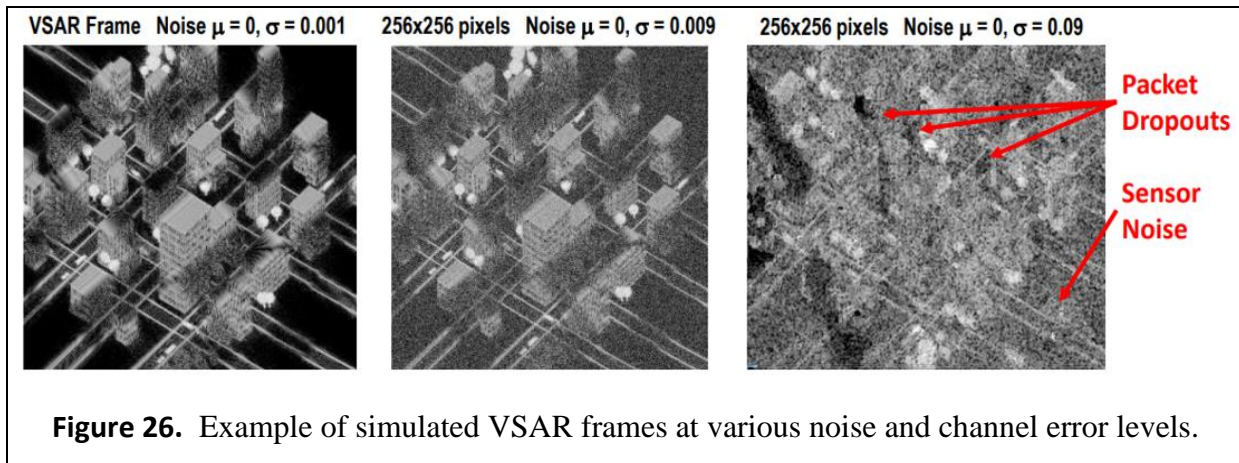 VSAR Frame Noise μ = 0, σ = 0.001
256x256 pixels Noise μ = 0, σ = 0.009
256x256 pixels Noise μ = 0, σ = 0.09
Packet
Dropouts
Sensor
Noise
Figure 26. Example of simulated VSAR frames at various noise and channel error levels.